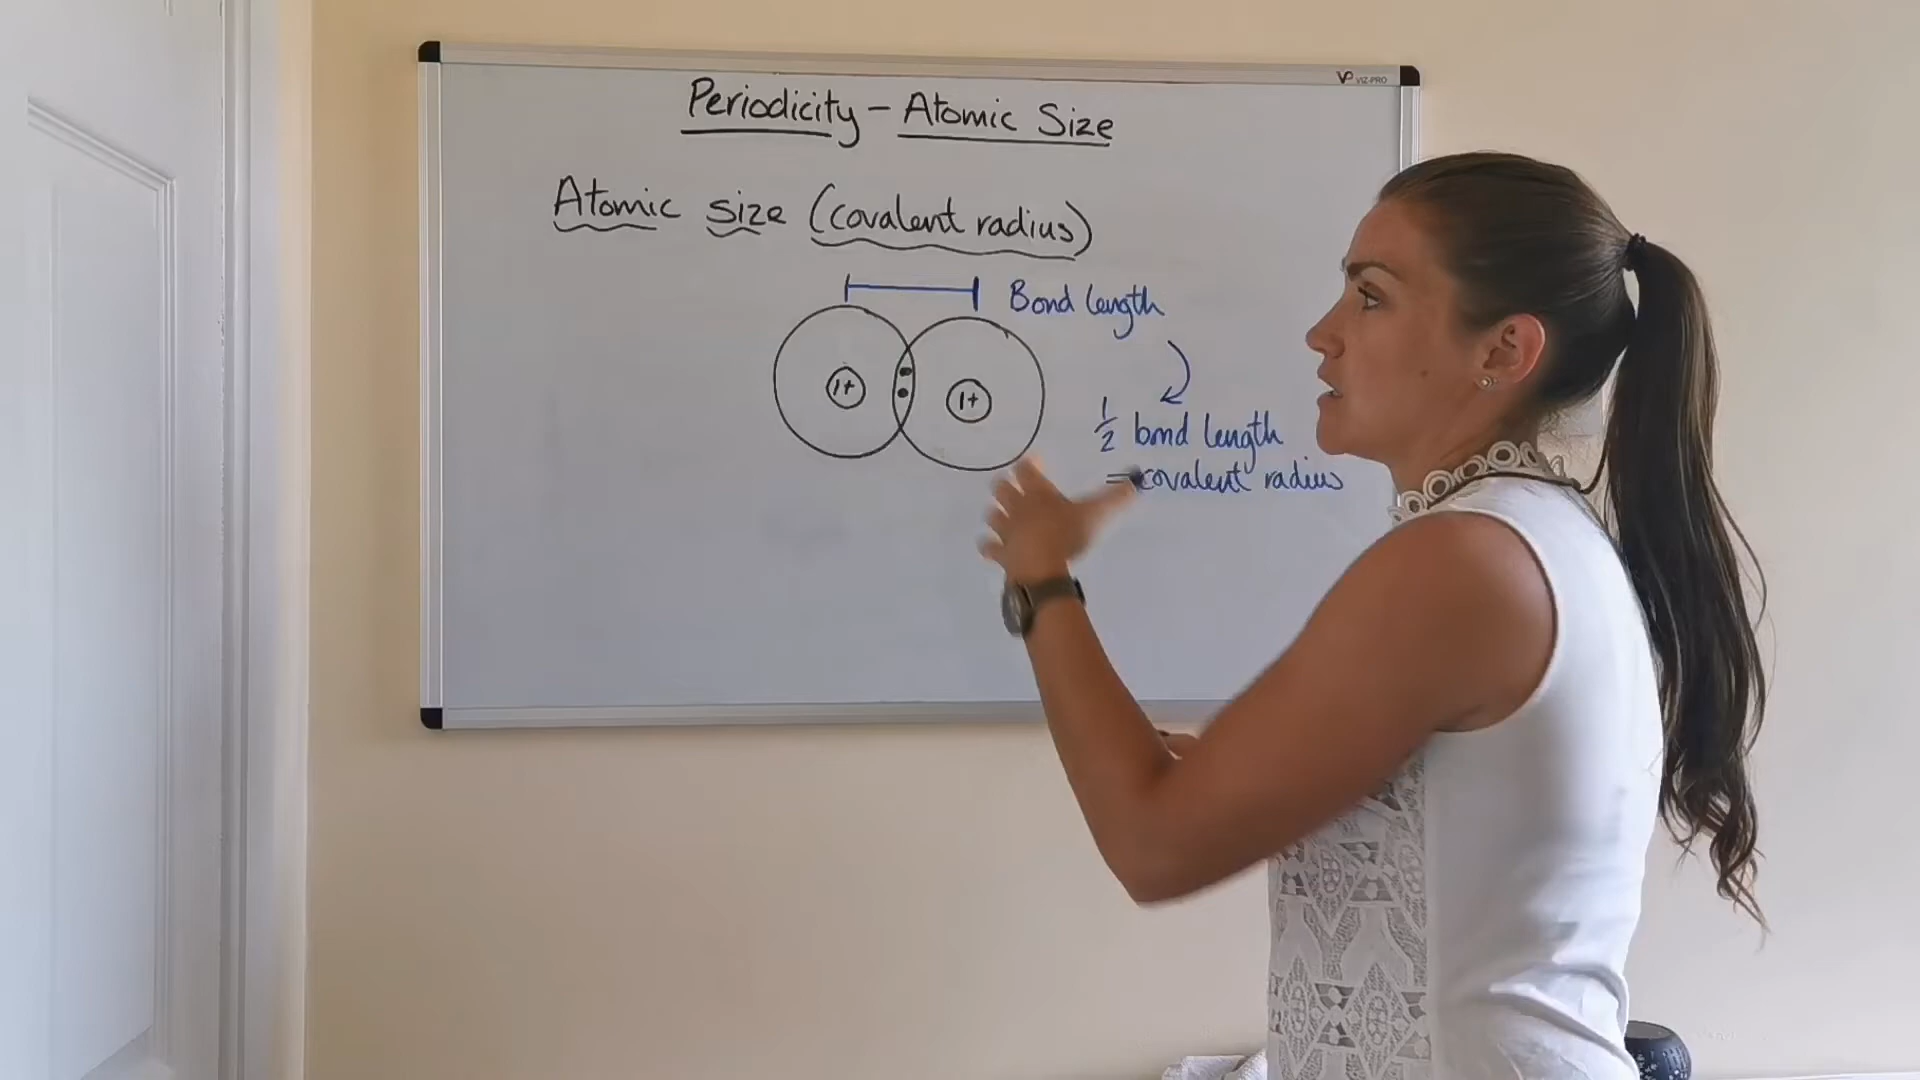 VP VIZ-PRO
Periodicity - Atomic Size
Atomic size (covalent radius)
Bond length
1+ 1+
1/2 bond length
= covalent radius